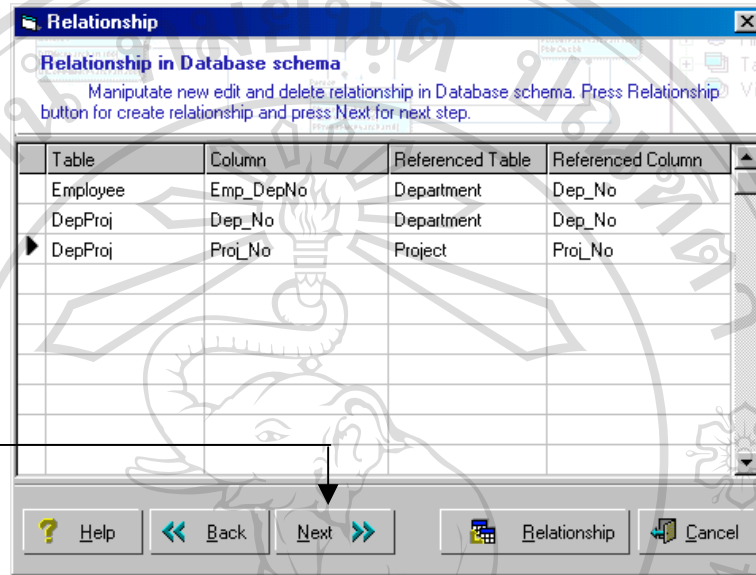 Relationship
Relationship in Database schema
Maniputate new edit and delete relationship in Database schema. Press Relationship
button for create relationship and press Next for next step.
Table Column Referenced Table Referenced Column
Employee Emp_DepNo Department Dep_No
DepProj Dep_No Department Dep_No
DepProj Proj_No Project Proj_No
? Help Back Next Relationship Cancel